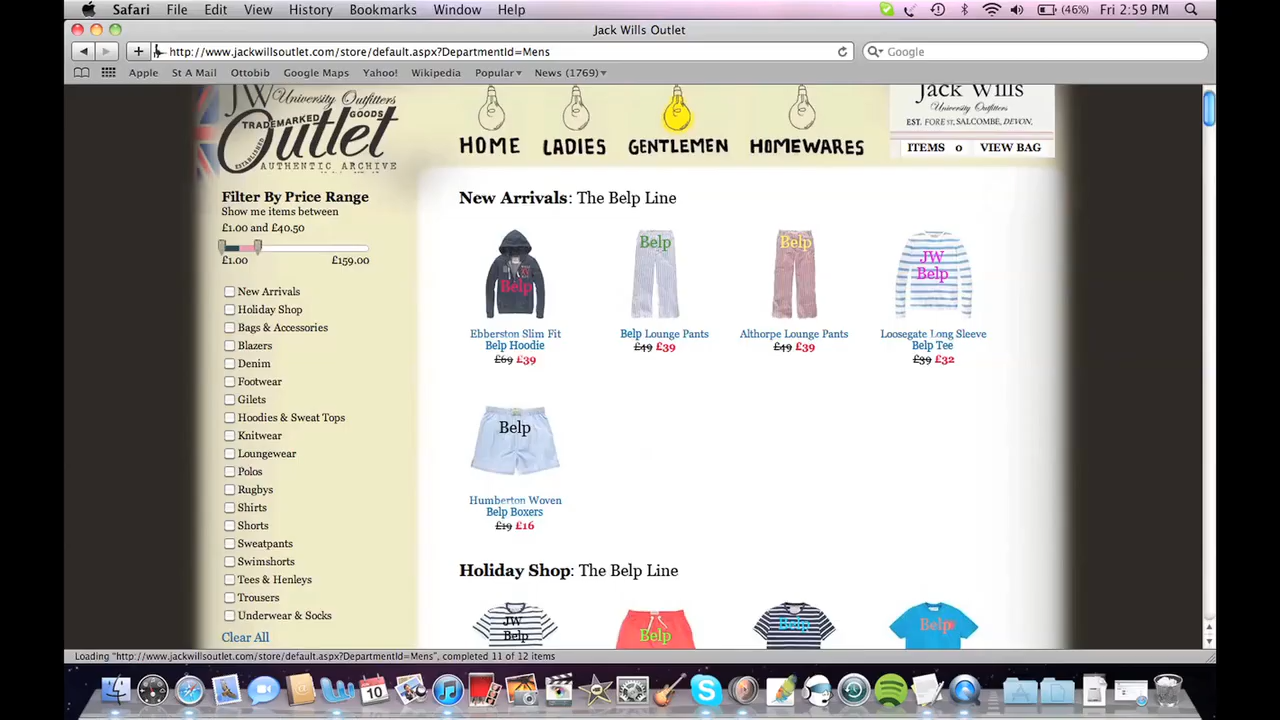 Safari File Edit View History Bookmarks Window Help (46%) Fri 2:59 PM
Jack Wills Outlet
http://www.jackwillsoutlet.com/store/default.aspx?DepartmentId=Mens
Google
Apple St A Mail Ottobib Google Maps Yahoo! Wikipedia Popular News (1769)
JW University Outfitters
TRADEMARKED GOODS
Outlet
ESTABLISHED
AUTHENTIC ARCHIVE
HOME LADIES GENTLEMEN HOMEWARES
Jack Wills
University Outfitters
EST. FORE ST, SALCOMBE, DEVON.
ITEMS 0 VIEW BAG
Filter By Price Range
Show me items between
£1.00 and £40.50
£1.00 £159.00
New Arrivals
Holiday Shop
Bags & Accessories
Blazers
Denim
Footwear
Gilets
Hoodies & Sweat Tops
Knitwear
Loungewear
Polos
Rugbys
Shirts
Shorts
Sweatpants
Swimshorts
Tees & Henleys
Trousers
Underwear & Socks
Clear All
New Arrivals: The Belp Line
Belp
Belp
Belp
JW
Belp
Ebberston Slim Fit
Belp Hoodie
£69 £39
Belp Lounge Pants
£49 £39
Althorpe Lounge Pants
£49 £39
Loosegate Long Sleeve
Belp Tee
£39 £32
Belp
Humberton Woven
Belp Boxers
£19 £16
Holiday Shop: The Belp Line
JW
Belp
Belp
Belp
Belp
Loading "http://www.jackwillsoutlet.com/store/default.aspx?DepartmentId=Mens", completed 11 of 12 items
10